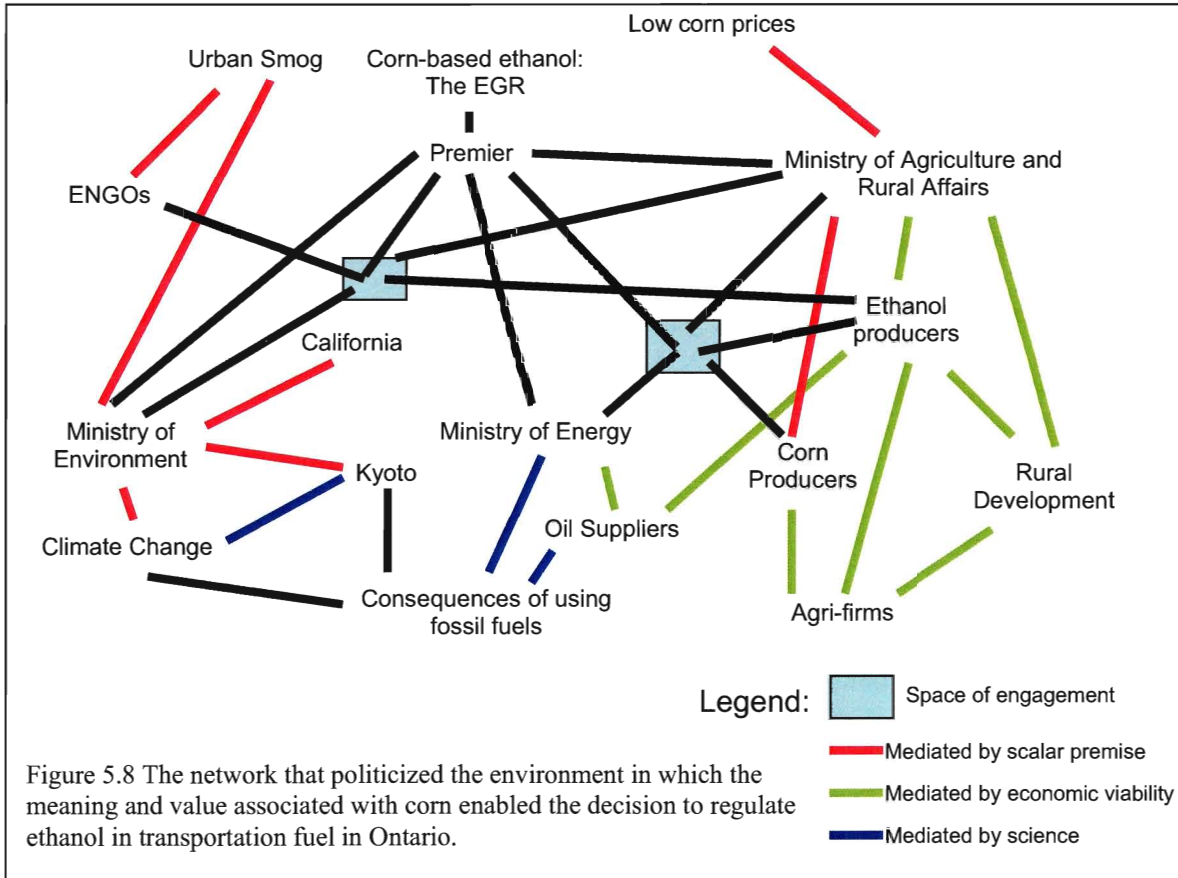 Low corn prices
Urban Smog
Corn-based ethanol:
The EGR
Premier
Ministry of Agriculture and
Rural Affairs
ENGOs
Ethanol
producers
California
Ministry of
Environment
Ministry of Energy
Corn
Producers
Rural
Development
Kyoto
Oil Suppliers
Climate Change
Consequences of using
fossil fuels
Agri-firms
Legend:
Space of engagement
Mediated by scalar premise
Mediated by economic viability
Mediated by science
Figure 5.8 The network that politicized the environment in which the
meaning and value associated with corn enabled the decision to regulate
ethanol in transportation fuel in Ontario.